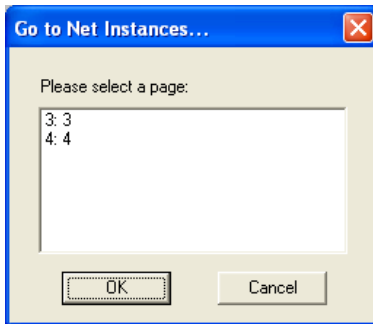 Go to Net Instances...
Please select a page:
3: 3
4: 4
OK
Cancel